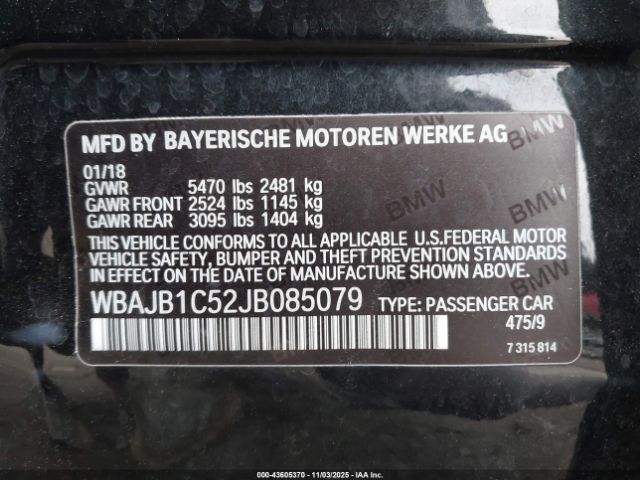 MFD BY BAYERISCHE MOTOREN WERKE AG
01/18
GVWR 5470 lbs 2481 kg
GAWR FRONT 2524 lbs 1145 kg
GAWR REAR 3095 lbs 1404 kg
THIS VEHICLE CONFORMS TO ALL APPLICABLE U.S.FEDERAL MOTOR
VEHICLE SAFETY, BUMPER AND THEFT PREVENTION STANDARDS
IN EFFECT ON THE DATE OF MANUFACTURE SHOWN ABOVE.
WBAJB1C52JB085079 TYPE: PASSENGER CAR
475/9
7 315 814
000-43605370 - 11/03/2025 - IAA Inc.